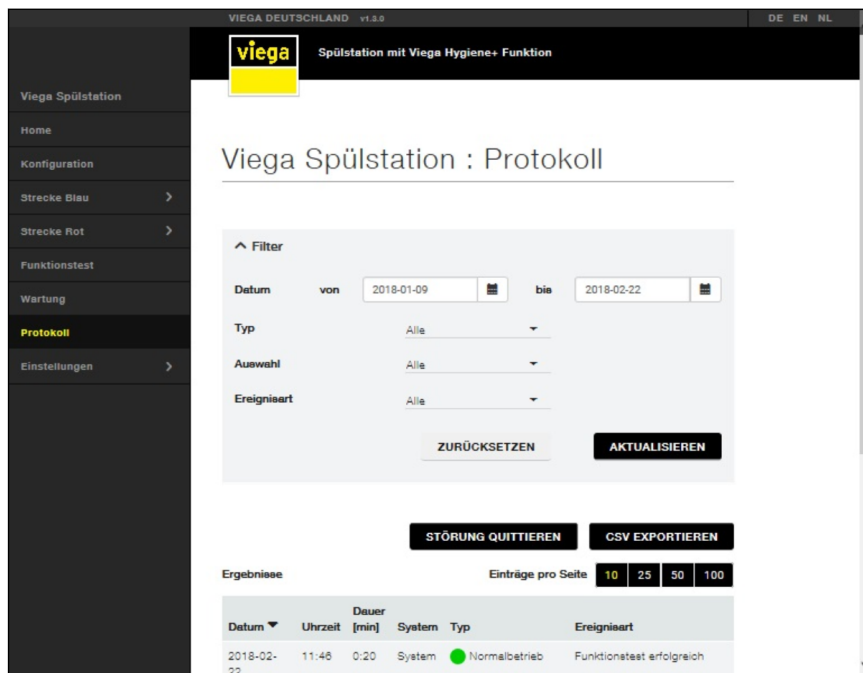 VIEGA DEUTSCHLAND v1.2.0 DE EN NL
viega
Spülstation mit Viega Hygiene+ Funktion
Viega Spülstation
Home
Konfiguration
Strecke Blau
Strecke Rot
Funktionstest
Wartung
Protokoll
Einstellungen
Viega Spülstation : Protokoll
Filter
Datum von 2018-01-09 bis 2018-02-22
Typ Alle
Auswahl Alle
Ereignisart Alle
ZURÜCKSETZEN AKTUALISIEREN
STÖRUNG QUITTIEREN CSV EXPORTIEREN
Ergebnisse Einträge pro Seite 10 25 50 100
Datum Uhrzeit Dauer [min] System Typ Ereignisart
2018-02-22 11:46 0:20 System Normalbetrieb Funktionstest erfolgreich